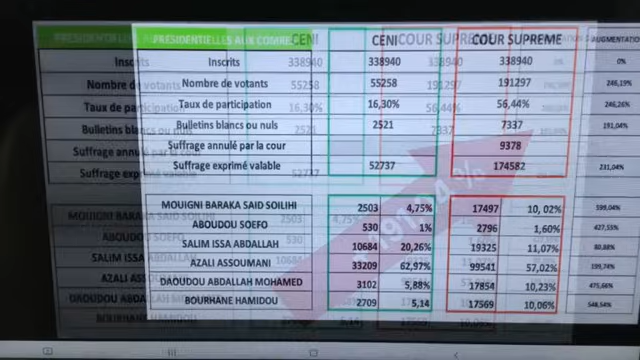 PRESIDENTIELLES AUX COMORES CENI COUR SUPREME AUGMENTATION
Inscrits 338940 338940 0%
Nombre de votants 55258 191297 246,19%
Taux de participation 16,30% 56,44% 246,26%
Bulletins blancs ou nuls 2521 7337 191,04%
Suffrage annulé par la cour 9378
Suffrage exprimé valable 52737 174582 231,04%
MOUIGNI BARAKA SAID SOILIHI 2503 4,75% 17497 10,02% 599,04%
ABOUDOU SOEFO 530 1% 2796 1,60% 427,55%
SALIM ISSA ABDALLAH 10684 20,26% 19325 11,07% 80,88%
AZALI ASSOUMANI 33209 62,97% 99541 57,02% 199,74%
DAOUDOU ABDALLAH MOHAMED 3102 5,88% 17854 10,23% 475,66%
BOURHANE HAMIDOU 2709 5,14 17569 10,06% 548,54%